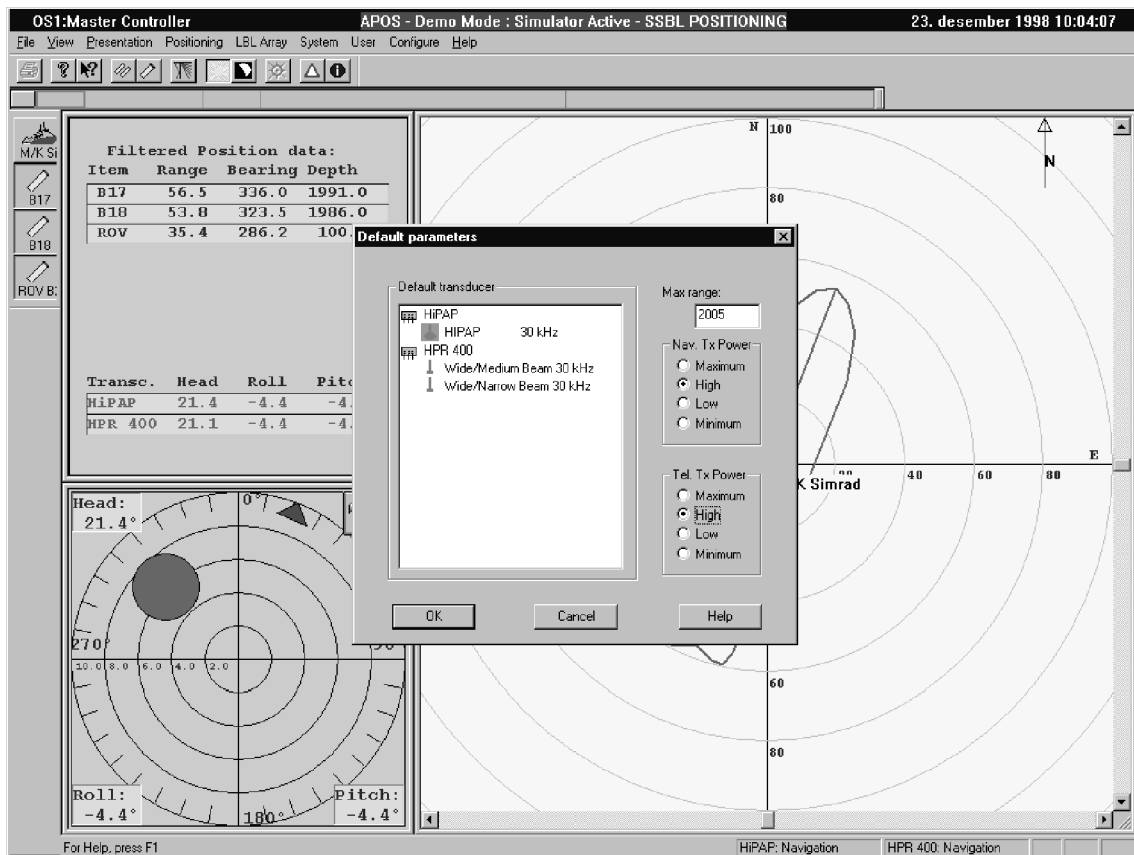 OS1:Master Controller APOS - Demo Mode : Simulator Active - SSBL POSITIONING 23. desember 1998 10:04:07
File View Presentation Positioning LBL Array System User Configure Help
M/K Si
B17
B18
ROV B:
Filtered Position data:
Item Range Bearing Depth
B17 56.5 336.0 1991.0
B18 53.8 323.5 1986.0
ROV 35.4 286.2 100.
Transc. Head Roll Pitc
HiPAP 21.4 -4.4 -4.
HPR 400 21.1 -4.4 -4.
Head:
21.4°
0°
270°
90°
10.0 8.0 6.0 4.0 2.0
Roll:
-4.4°
180°
Pitch:
-4.4°
N 100
N
80
E
40 60 80
K Simrad
60
80
Default parameters
Default transducer
HiPAP
HIPAP 30 kHz
HPR 400
Wide/Medium Beam 30 kHz
Wide/Narrow Beam 30 kHz
Max range:
2005
Nav. Tx Power
Maximum
High
Low
Minimum
Tel. Tx Power
Maximum
High
Low
Minimum
OK Cancel Help
For Help, press F1 HiPAP: Navigation HPR 400: Navigation